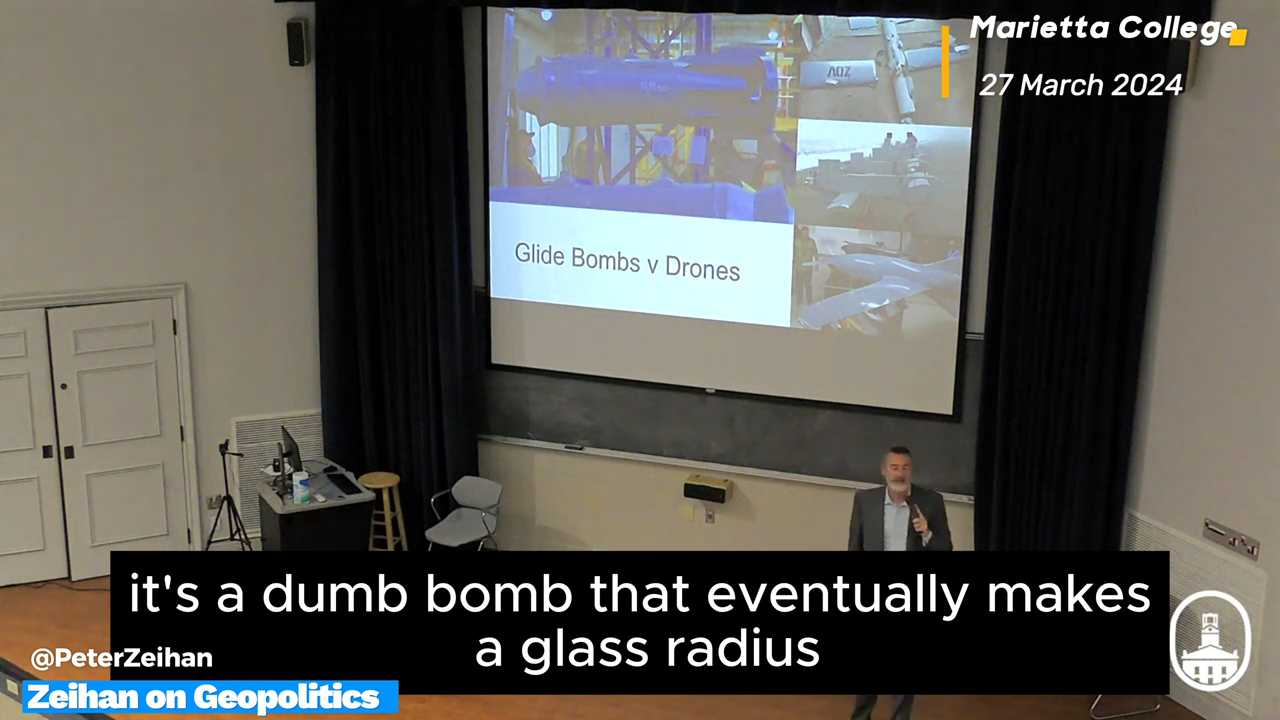 Marietta College
27 March 2024
Glide Bombs v Drones
it's a dumb bomb that eventually makes
a glass radius
@PeterZeihan
Zeihan on Geopolitics